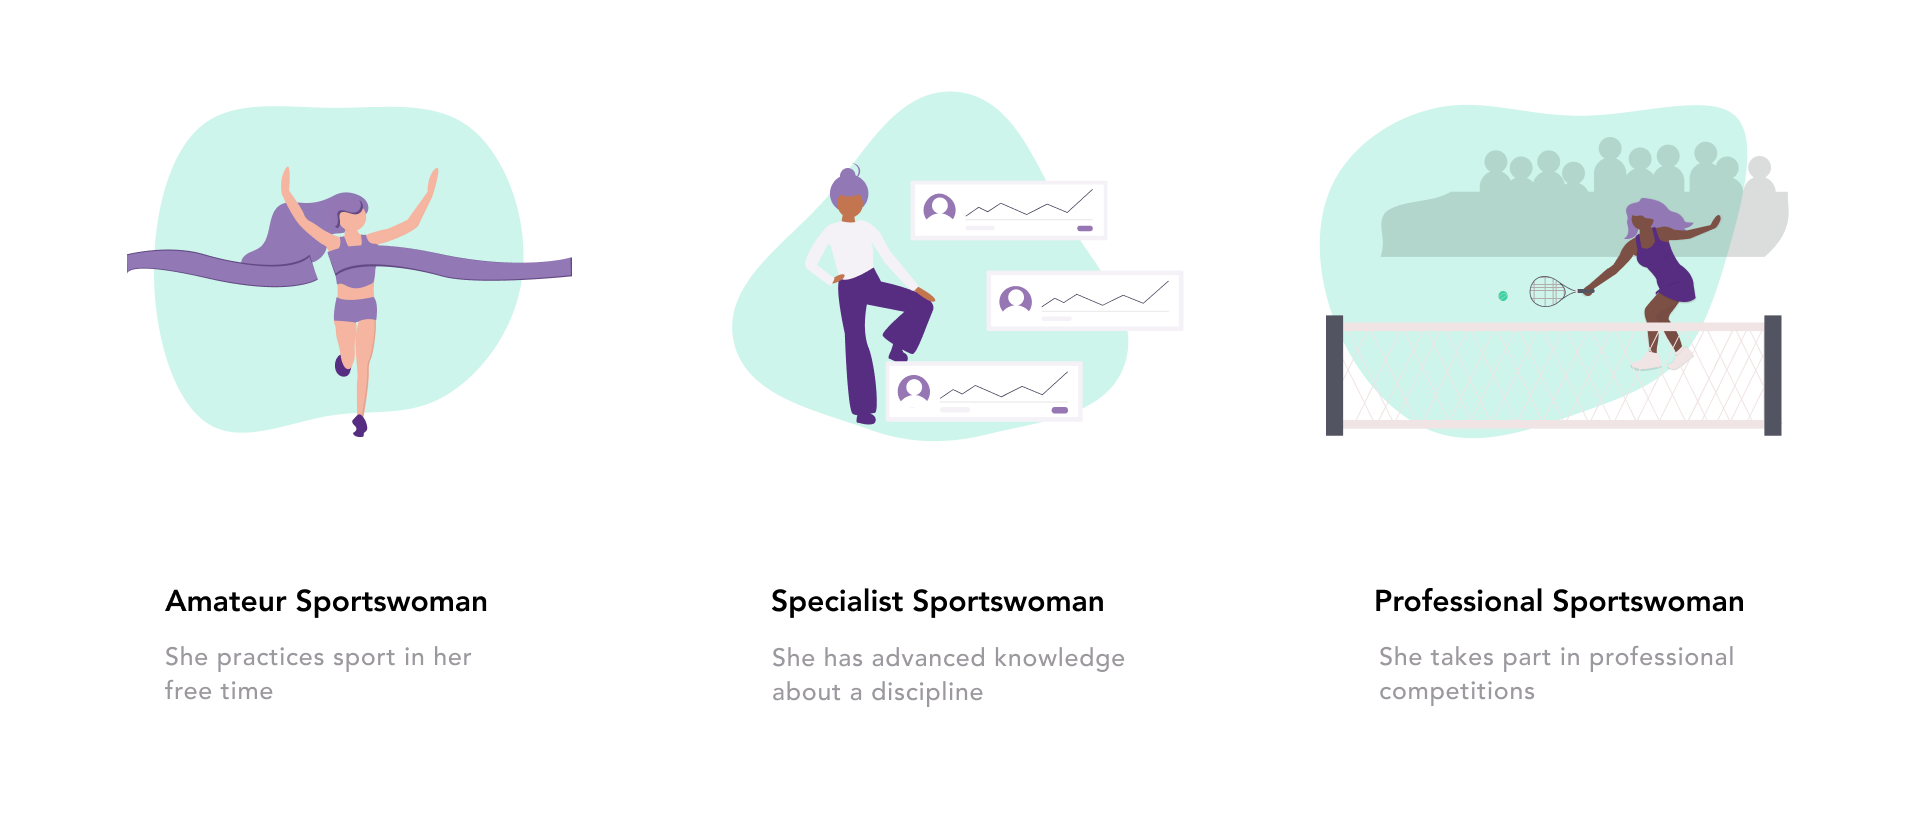 Amateur Sportswoman
She practices sport in her
free time
Specialist Sportswoman
She has advanced knowledge
about a discipline
Professional Sportswoman
She takes part in professional
competitions